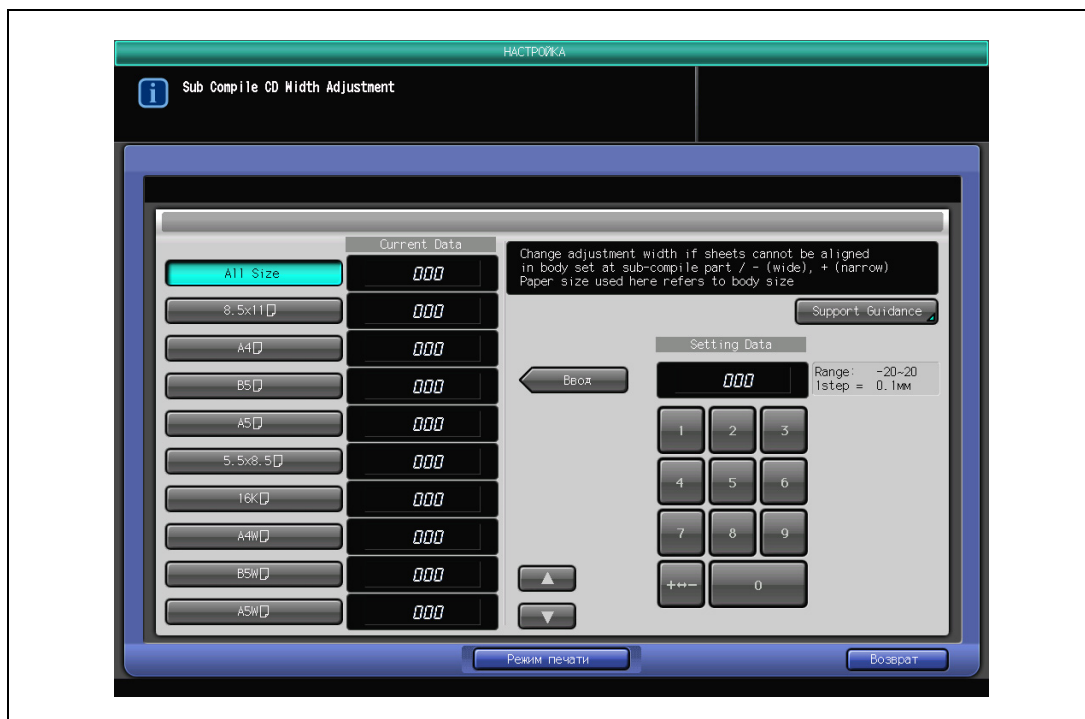 НАСТРОЙКА
Sub Compile CD Width Adjustment
Current Data
All Size 000
8.5x11 000
A4 000
B5 000
A5 000
5.5x8.5 000
16K 000
A4W 000
B5W 000
A5W 000
Change adjustment width if sheets cannot be aligned
in body set at sub-compile part / - (wide), + (narrow)
Paper size used here refers to body size
Support Guidance
Setting Data
Ввод
000
Range: -20~20
1step = 0.1мм
1 2 3
4 5 6
7 8 9
+↔− 0
▲
▼
Режим печати
Возврат